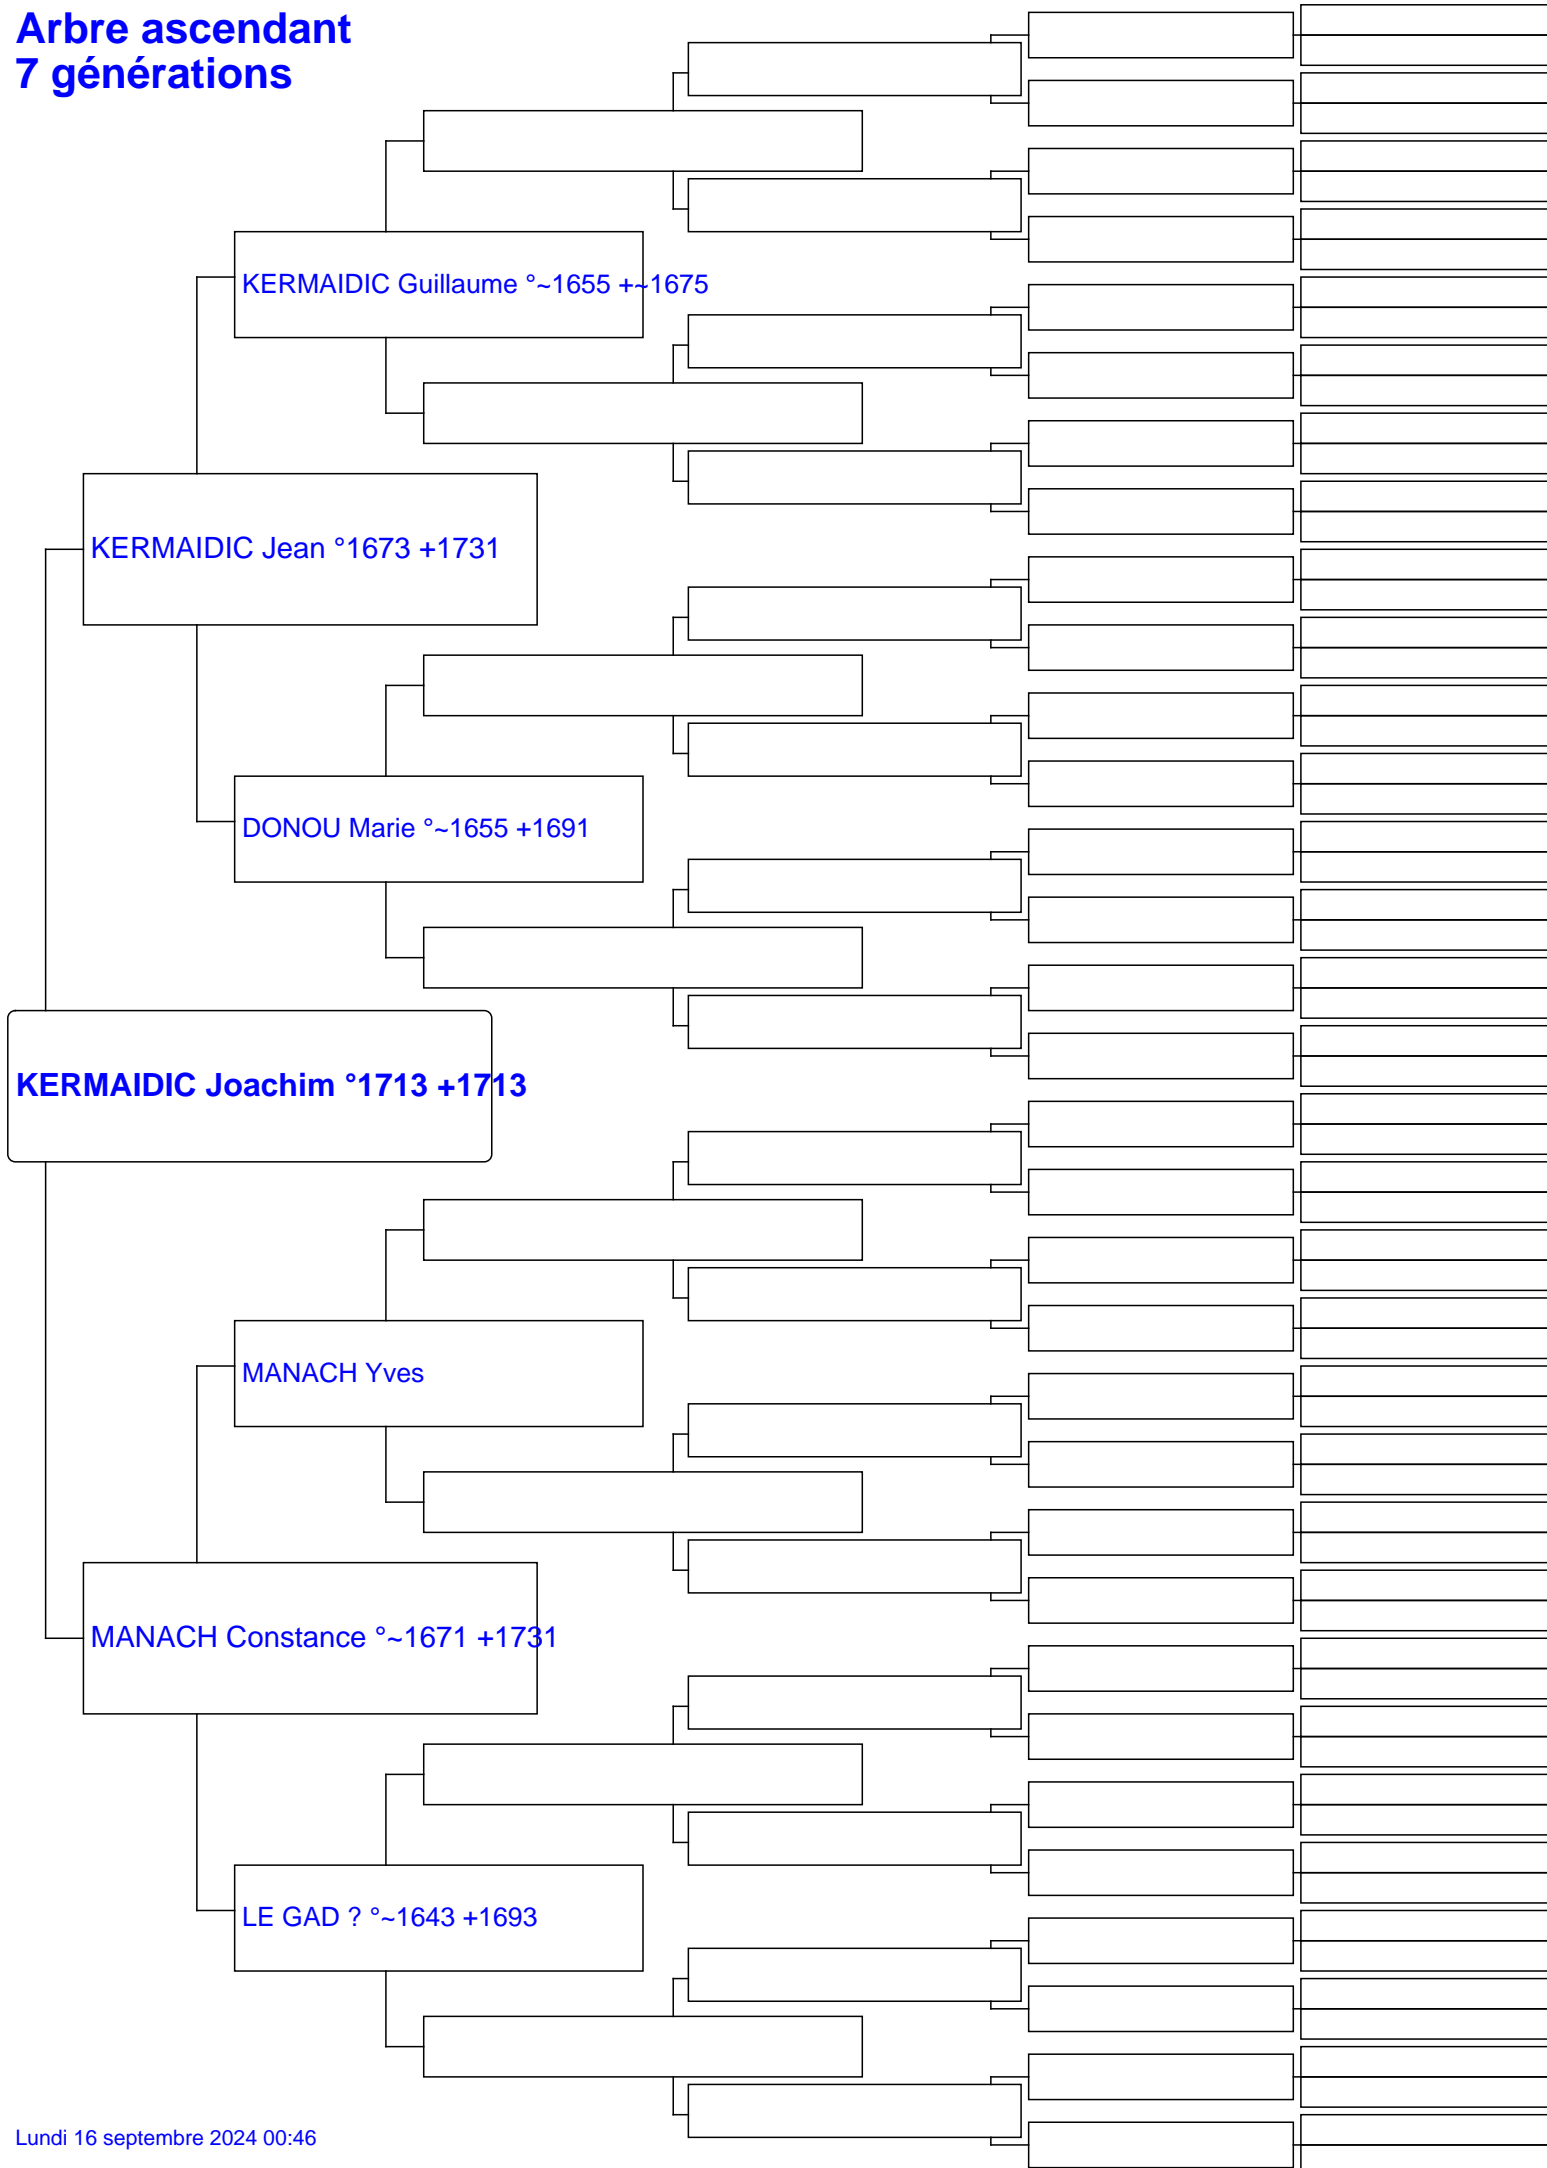 Arbre ascendant
7 générations
KERMAIDIC Guillaume °~1655 +~1675
KERMAIDIC Jean °1673 +1731
DONOU Marie °~1655 +1691
KERMAIDIC Joachim °1713 +1713
MANACH Yves
MANACH Constance °~1671 +1731
LE GAD ? °~1643 +1693
Lundi 16 septembre 2024 00:46